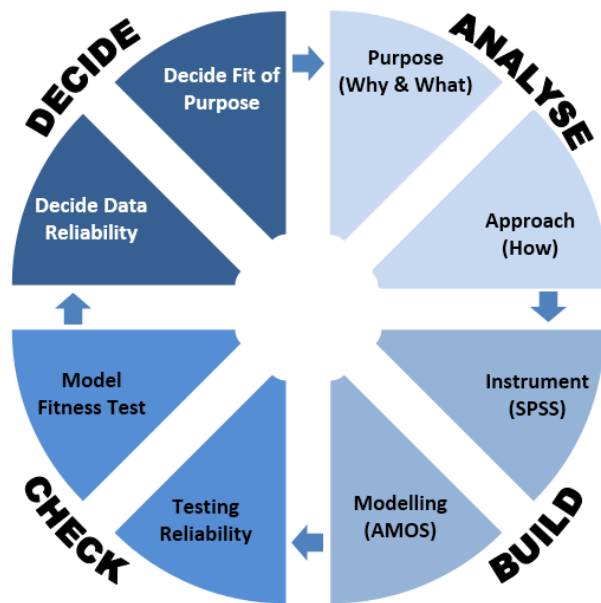 ANALYSE
Purpose
(Why & What)
Approach
(How)
BUILD
Instrument
(SPSS)
Modelling
(AMOS)
CHECK
Testing
Reliability
Model
Fitness Test
DECIDE
Decide Data
Reliability
Decide Fit of
Purpose